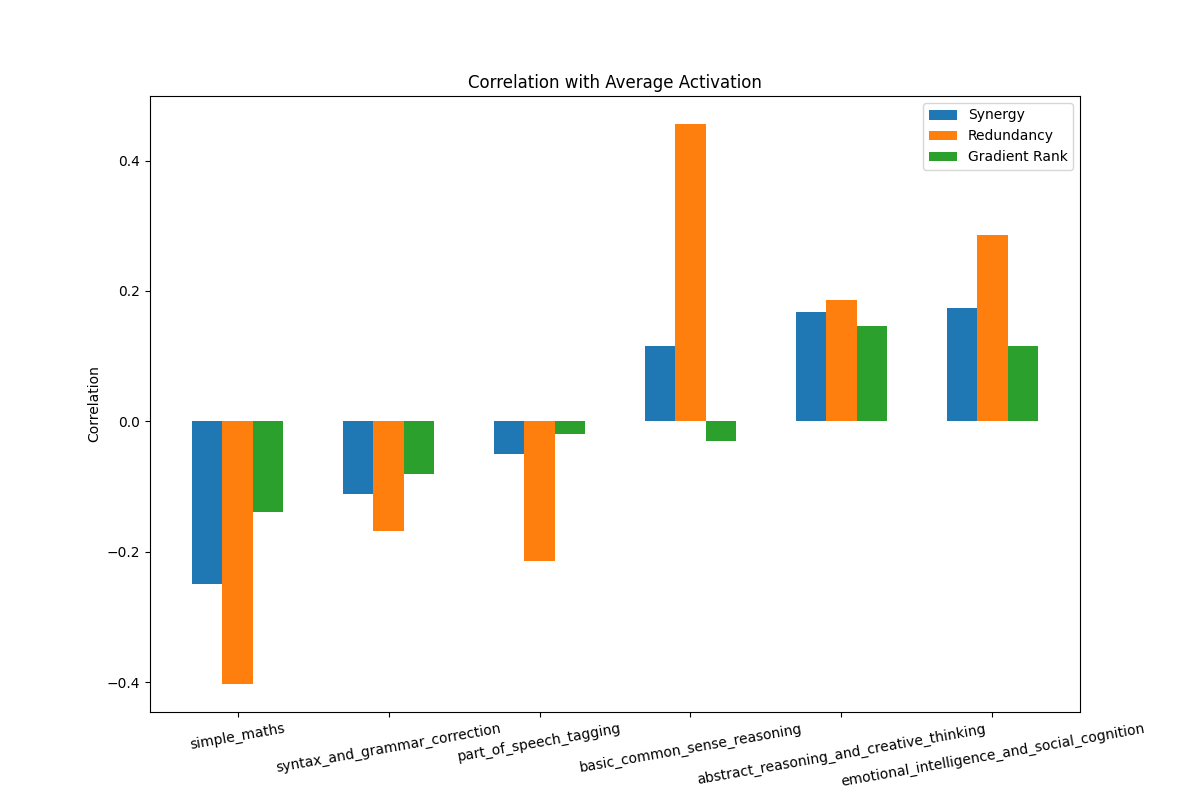 Correlation with Average Activation
Synergy
Redundancy
Gradient Rank
Correlation
0.4
0.2
0.0
−0.2
−0.4
simple_maths
syntax_and_grammar_correction
part_of_speech_tagging
basic_common_sense_reasoning
abstract_reasoning_and_creative_thinking
emotional_intelligence_and_social_cognition